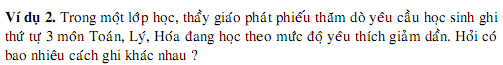 Ví dụ 2. Trong một lớp học, thầy giáo phát phiếu thăm dò yêu cầu học sinh ghi
thứ tự 3 môn Toán, Lý, Hóa đang học theo mức độ yêu thích giảm dần. Hỏi có
bao nhiêu cách ghi khác nhau ?